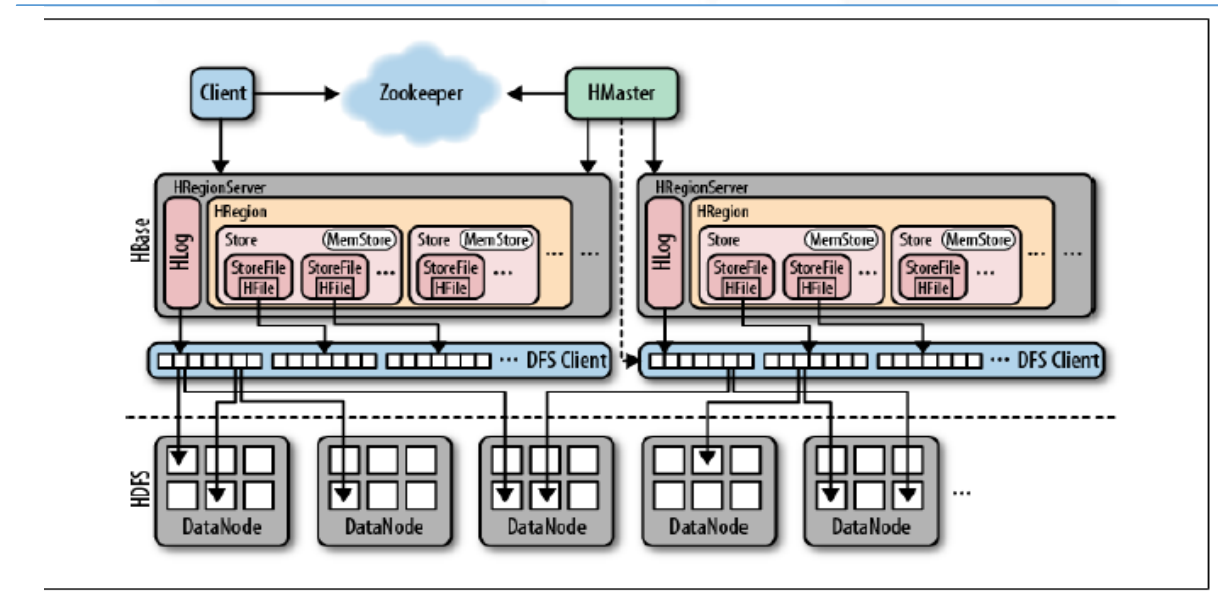 Client
Zookeeper
HMaster
HBase
HRegionServer
HLog
HRegion
Store MemStore
StoreFile
HFile
StoreFile
HFile
...
Store MemStore
StoreFile
HFile
...
...
...
HRegionServer
HLog
HRegion
Store MemStore
StoreFile
HFile
StoreFile
HFile
...
Store MemStore
StoreFile
HFile
...
...
...
... DFS Client
... DFS Client
HDFS
DataNode
DataNode
DataNode
DataNode
DataNode
...